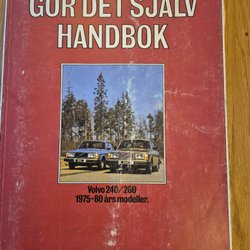 GÖR DET SJÄLV
HANDBOK
Volvo 240/260
1975-80 års modeller.